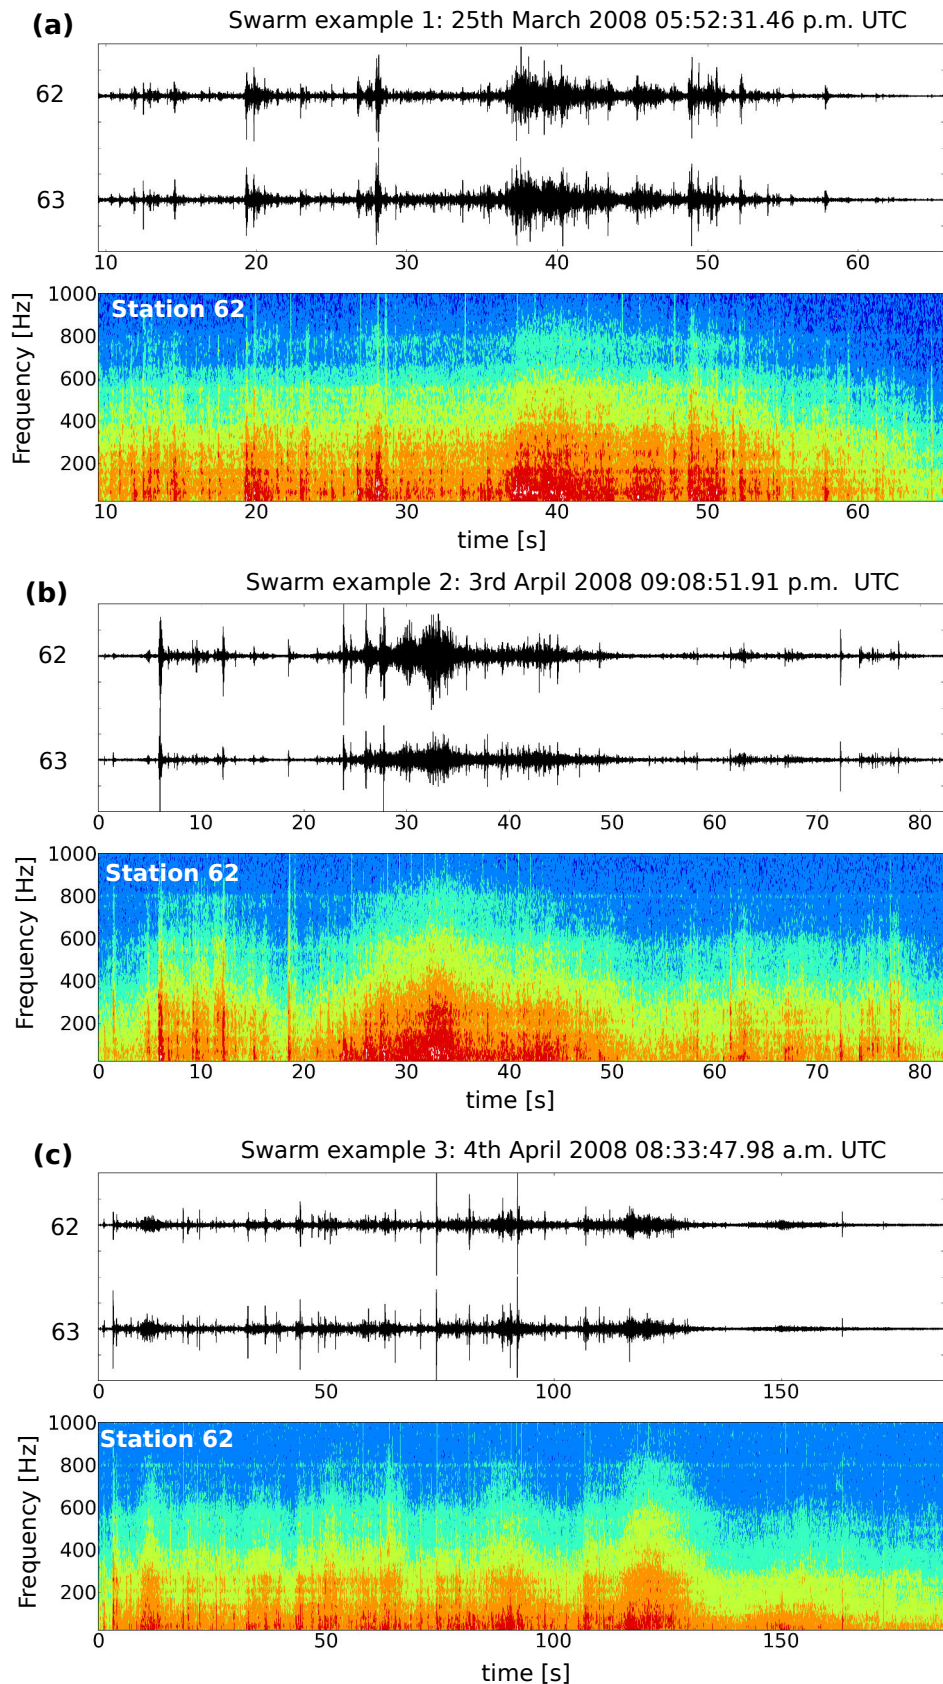 (a) Swarm example 1: 25th March 2008 05:52:31.46 p.m. UTC
62
63
10 20 30 40 50 60
Frequency [Hz]
1000
800
600
400
200
Station 62
10 20 30 40 50 60
time [s]
(b) Swarm example 2: 3rd Arpil 2008 09:08:51.91 p.m. UTC
62
63
0 10 20 30 40 50 60 70 80
Frequency [Hz]
1000
800
600
400
200
Station 62
0 10 20 30 40 50 60 70 80
time [s]
(c) Swarm example 3: 4th April 2008 08:33:47.98 a.m. UTC
62
63
0 50 100 150
Frequency [Hz]
1000
800
600
400
200
Station 62
0 50 100 150
time [s]